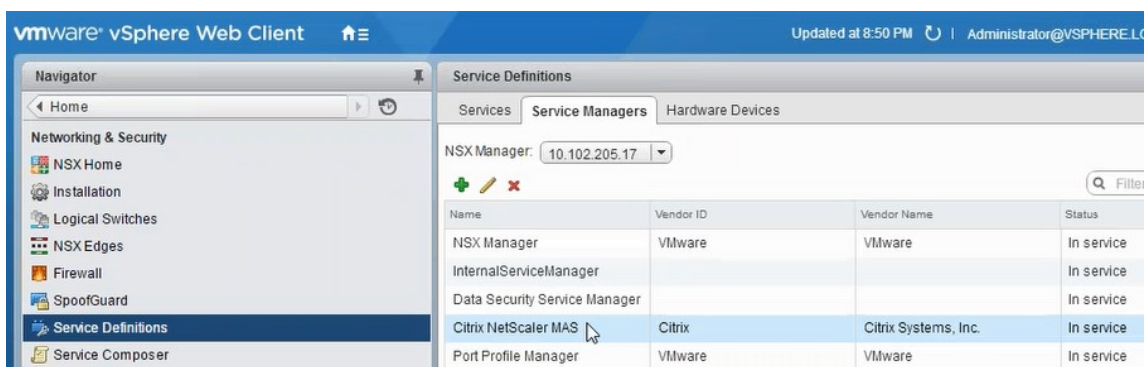 vmware® vSphere Web Client
Updated at 8:50 PM | Administrator@VSPHERE.LO
Navigator
Home
Networking & Security
NSX Home
Installation
Logical Switches
NSX Edges
Firewall
SpoofGuard
Service Definitions
Service Composer
Service Definitions
Services Service Managers Hardware Devices
NSX Manager: 10.102.205.17
Filter
Name Vendor ID Vendor Name Status
NSX Manager VMware VMware In service
InternalServiceManager In service
Data Security Service Manager In service
Citrix NetScaler MAS Citrix Citrix Systems, Inc. In service
Port Profile Manager VMware VMware In service